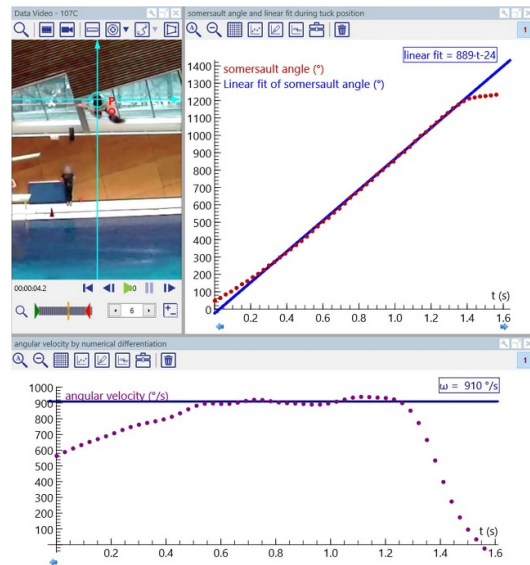 Data Video - 107C
00:00:04.2
10
6
somersault angle and linear fit during tuck position
1
linear fit = 889·t-24
somersault angle (°)
Linear fit of somersault angle (°)
1400
1300
1200
1100
1000
900
800
700
600
500
400
300
200
100
0
0.2 0.4 0.6 0.8 1.0 1.2 1.4 1.6
t (s)
angular velocity by numerical differentiation
1
ω = 910 °/s
angular velocity (°/s)
1000
900
800
700
600
500
400
300
200
100
t (s)
0.2 0.4 0.6 0.8 1.0 1.2 1.4 1.6